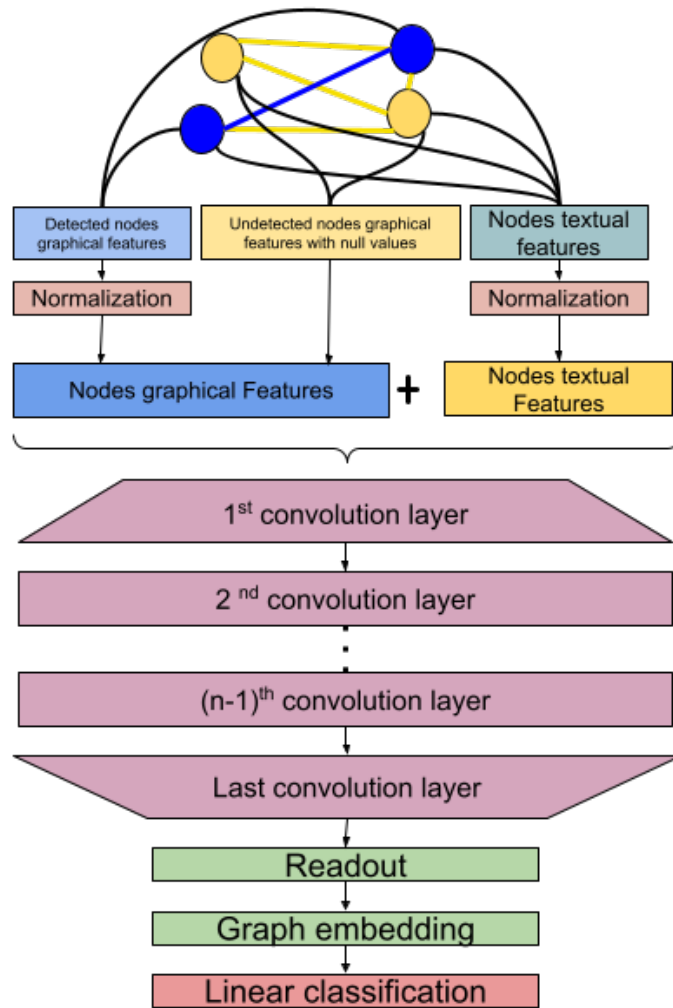 Detected nodes
graphical features
Undetected nodes graphical
features with null values
Nodes textual
features
Normalization
Normalization
Nodes graphical Features
+
Nodes textual
Features
1st convolution layer
2 nd convolution layer
(n-1)th convolution layer
Last convolution layer
Readout
Graph embedding
Linear classification